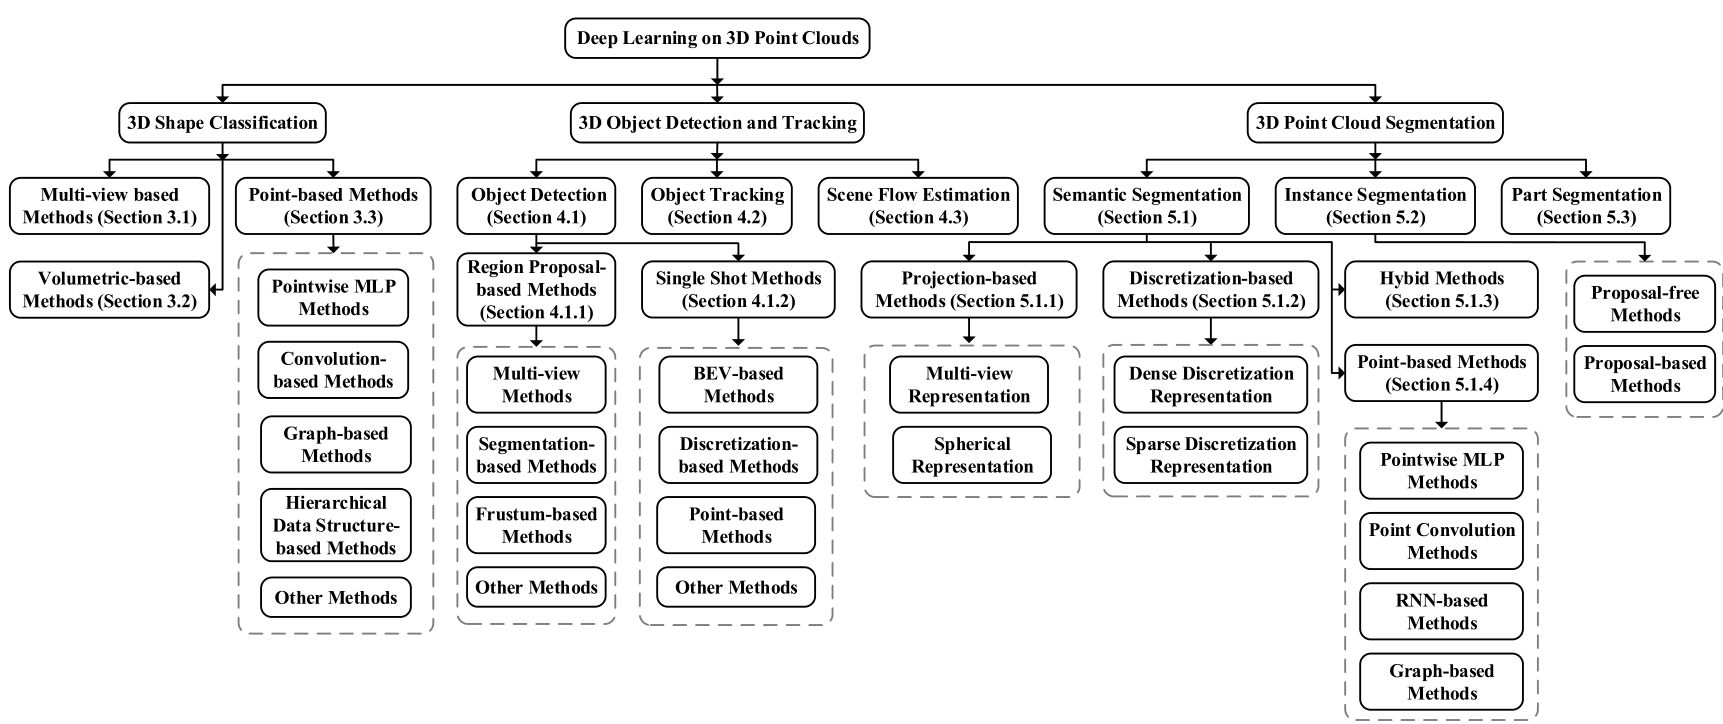 Deep Learning on 3D Point Clouds
3D Shape Classification
3D Object Detection and Tracking
3D Point Cloud Segmentation
Multi-view based
Methods (Section 3.1)
Point-based Methods
(Section 3.3)
Object Detection
(Section 4.1)
Object Tracking
(Section 4.2)
Scene Flow Estimation
(Section 4.3)
Semantic Segmentation
(Section 5.1)
Instance Segmentation
(Section 5.2)
Part Segmentation
(Section 5.3)
Volumetric-based
Methods (Section 3.2)
Pointwise MLP
Methods
Convolution-
based Methods
Graph-based
Methods
Hierarchical
Data Structure-
based Methods
Other Methods
Region Proposal-
based Methods
(Section 4.1.1)
Multi-view
Methods
Segmentation-
based Methods
Frustum-based
Methods
Other Methods
Single Shot Methods
(Section 4.1.2)
BEV-based
Methods
Discretization-
based Methods
Point-based
Methods
Other Methods
Projection-based
Methods (Section 5.1.1)
Multi-view
Representation
Spherical
Representation
Discretization-based
Methods (Section 5.1.2)
Dense Discretization
Representation
Sparse Discretization
Representation
Hybid Methods
(Section 5.1.3)
Point-based Methods
(Section 5.1.4)
Pointwise MLP
Methods
Point Convolution
Methods
RNN-based
Methods
Graph-based
Methods
Proposal-free
Methods
Proposal-based
Methods